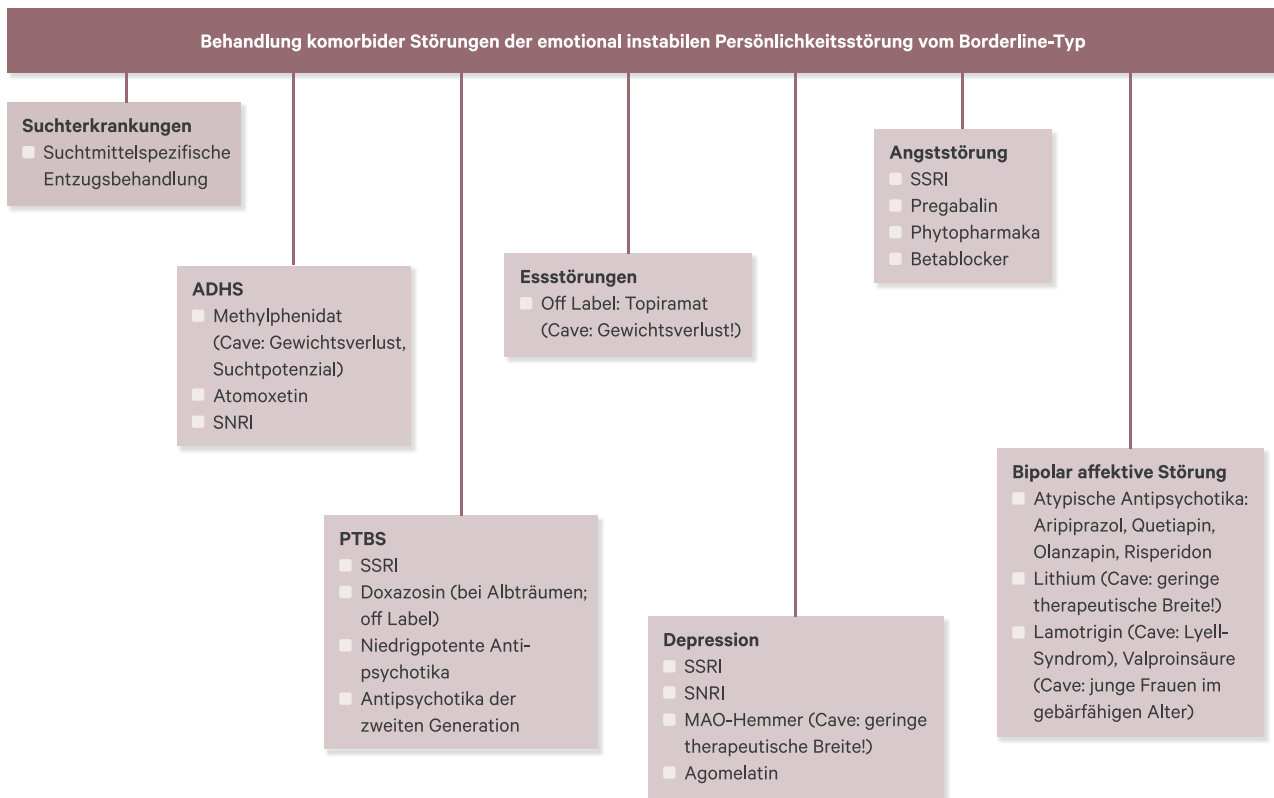 Behandlung komorbider Störungen der emotional instabilen Persönlichkeitsstörung vom Borderline-Typ
Suchterkrankungen
Suchtmittelspezifische
Entzugsbehandlung
ADHS
Methylphenidat
(Cave: Gewichtsverlust,
Suchtpotenzial)
Atomoxetin
SNRI
PTBS
SSRI
Doxazosin (bei Albträumen;
off Label)
Niedrigpotente Anti-
psychotika
Antipsychotika der
zweiten Generation
Essstörungen
Off Label: Topiramat
(Cave: Gewichtsverlust!)
Depression
SSRI
SNRI
MAO-Hemmer (Cave: geringe
therapeutische Breite!)
Agomelatin
Angststörung
SSRI
Pregabalin
Phytopharmaka
Betablocker
Bipolar affektive Störung
Atypische Antipsychotika:
Aripiprazol, Quetiapin,
Olanzapin, Risperidon
Lithium (Cave: geringe
therapeutische Breite!)
Lamotrigin (Cave: Lyell-
Syndrom), Valproinsäure
(Cave: junge Frauen im
gebärfähigen Alter)